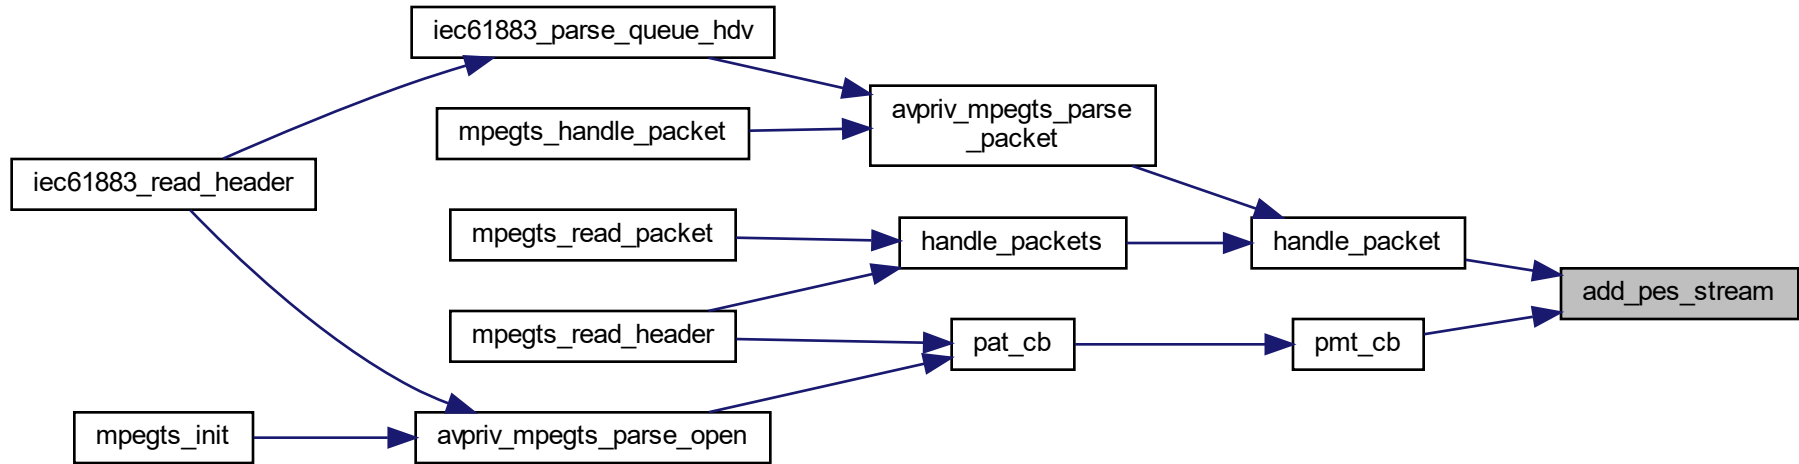 iec61883_parse_queue_hdv
avpriv_mpegts_parse
_packet
mpegts_handle_packet
iec61883_read_header
mpegts_read_packet
handle_packets
handle_packet
add_pes_stream
mpegts_read_header
pat_cb
pmt_cb
mpegts_init
avpriv_mpegts_parse_open